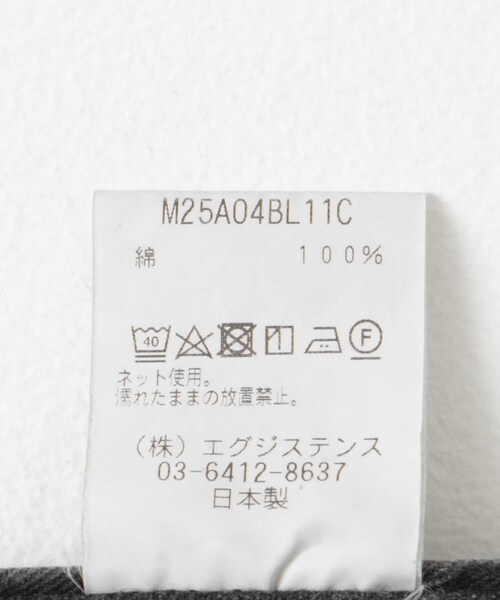 M25A04BL11C
綿 100%
40 F
ネット使用。
濡れたままの放置禁止。
（株）エグジステンス
03-6412-8637
日本製